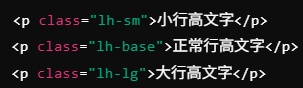 <p class="lh-sm">小行高文字</p>
<p class="lh-base">正常行高文字</p>
<p class="lh-lg">大行高文字</p>